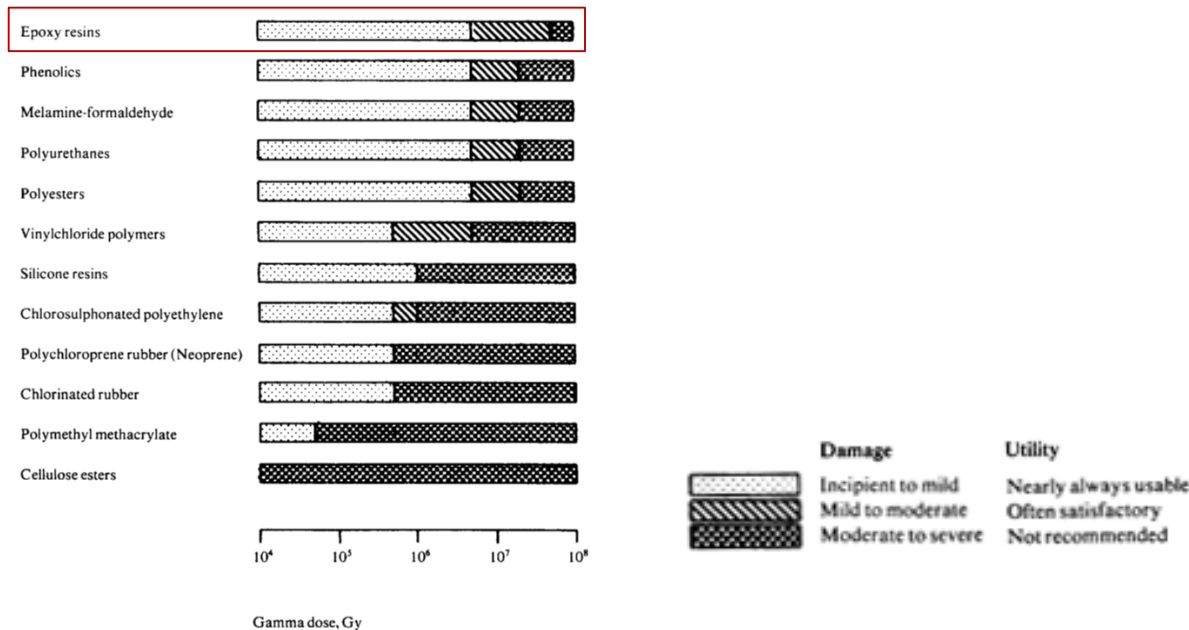 Epoxy resins
Phenolics
Melamine-formaldehyde
Polyurethanes
Polyesters
Vinylchloride polymers
Silicone resins
Chlorosulphonated polyethylene
Polychloroprene rubber (Neoprene)
Chlorinated rubber
Polymethyl methacrylate
Cellulose esters
10⁴ 10⁵ 10⁶ 10⁷ 10⁸
Gamma dose, Gy
Damage Utility
Incipient to mild Nearly always usable
Mild to moderate Often satisfactory
Moderate to severe Not recommended